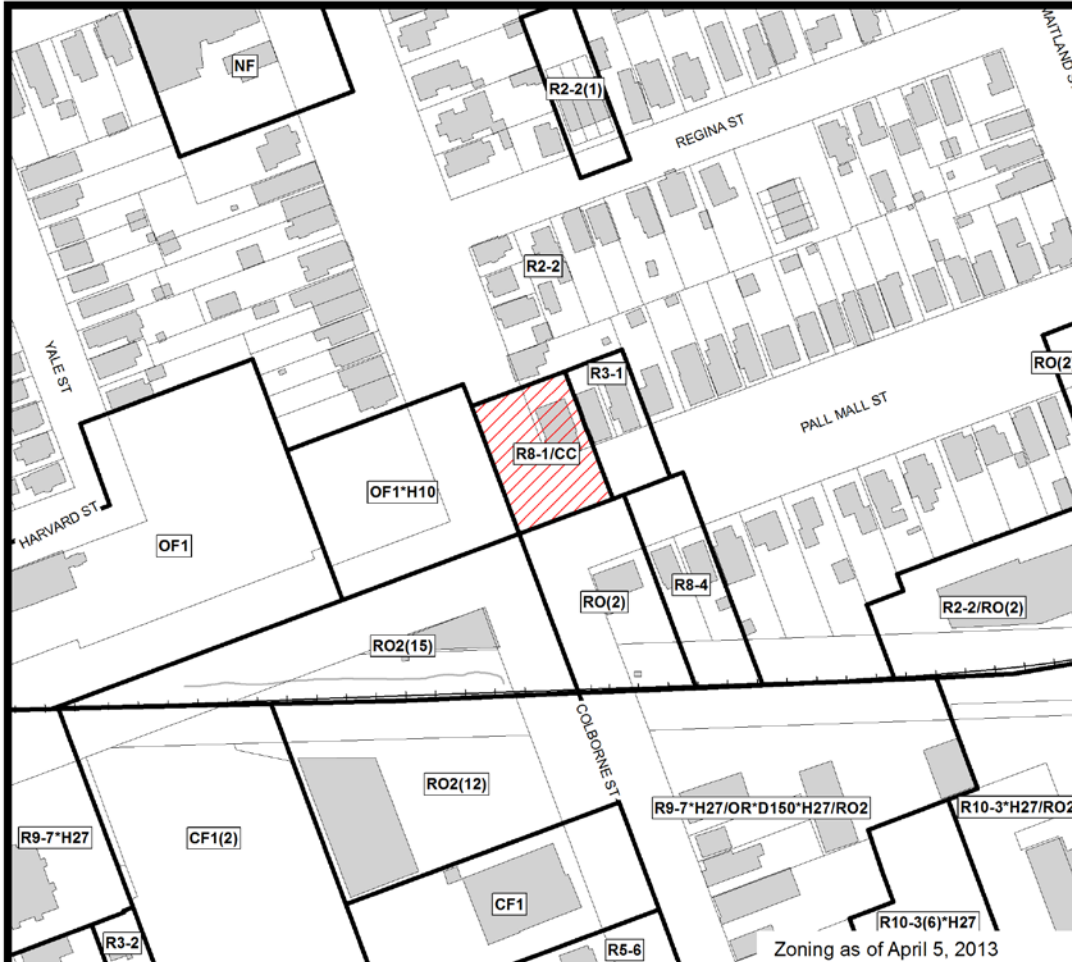 MAITLAND S
NF
R2-2(1)
REGINA ST
R2-2
YALE ST
R3-1
RO(2
PALL MALL ST
R8-1/CC
OF1*H10
HARVARD ST
OF1
RO(2)
R8-4
R2-2/RO(2)
RO2(15)
COLBORNE ST
RO2(12)
R9-7*H27/OR*D150*H27/RO2
R10-3*H27/RO2
R9-7*H27
CF1(2)
CF1
R10-3(6)*H27
R3-2
R5-6
Zoning as of April 5, 2013